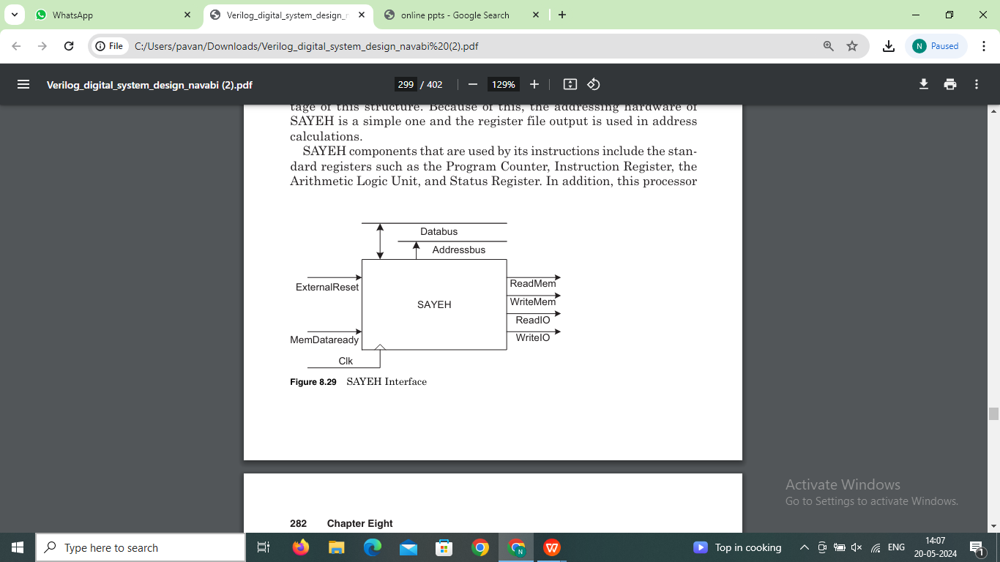 WhatsApp
Verilog_digital_system_design_n
online ppts - Google Search
File
C:/Users/pavan/Downloads/Verilog_digital_system_design_navabi%20(2).pdf
N Paused
Verilog_digital_system_design_navabi (2).pdf
299 / 402
129%
tage of this structure. Because of this, the addressing hardware of
SAYEH is a simple one and the register file output is used in address
calculations.
SAYEH components that are used by its instructions include the stan-
dard registers such as the Program Counter, Instruction Register, the
Arithmetic Logic Unit, and Status Register. In addition, this processor
Databus
Addressbus
ExternalReset
ReadMem
WriteMem
SAYEH
ReadIO
MemDataready
WriteIO
Clk
Figure 8.29 SAYEH Interface
Activate Windows
Go to Settings to activate Windows.
282 Chapter Eight
Type here to search
N
W
Top in cooking
ENG
14:07
20-05-2024
1